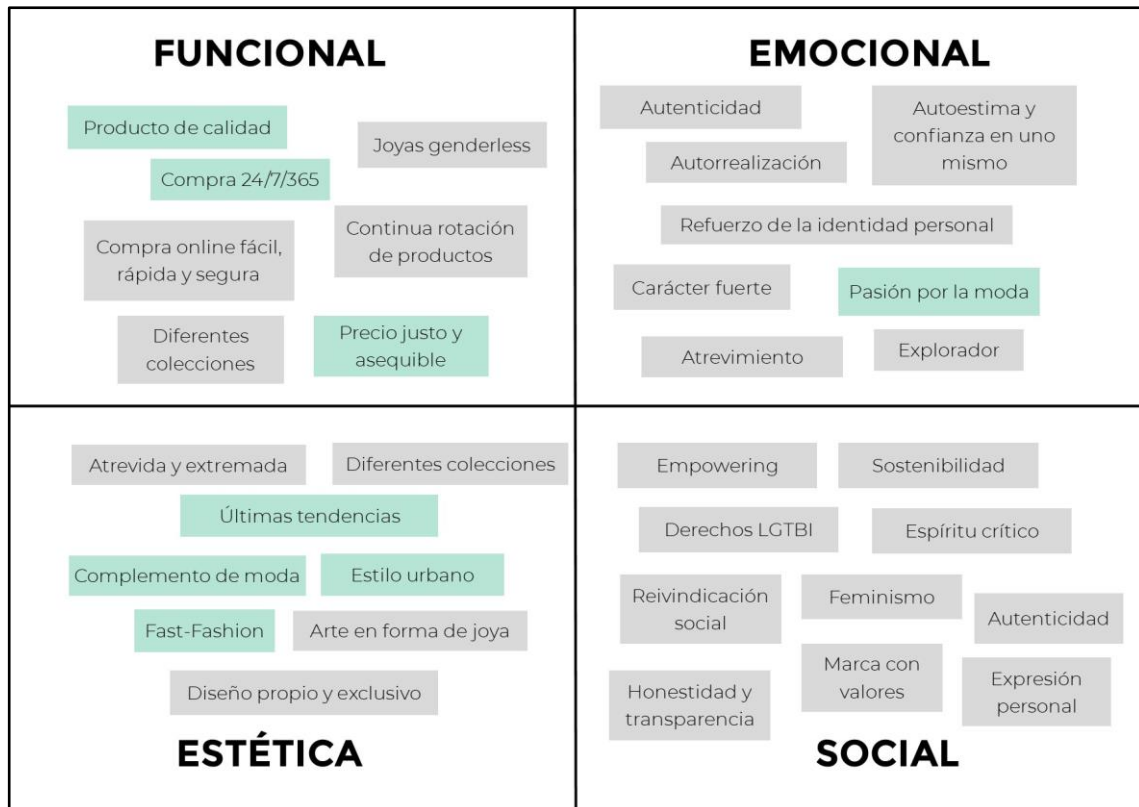 FUNCIONAL
Producto de calidad
Joyas genderless
Compra 24/7/365
Compra online fácil,
rápida y segura
Continua rotación
de productos
Diferentes
colecciones
Precio justo y
asequible
EMOCIONAL
Autenticidad
Autoestima y
confianza en uno
mismo
Autorrealización
Refuerzo de la identidad personal
Carácter fuerte
Pasión por la moda
Atrevimiento
Explorador
Atrevida y extremada
Diferentes colecciones
Últimas tendencias
Complemento de moda
Estilo urbano
Fast-Fashion
Arte en forma de joya
Diseño propio y exclusivo
ESTÉTICA
Empowering
Sostenibilidad
Derechos LGTBI
Espíritu crítico
Reivindicación
social
Feminismo
Autenticidad
Honestidad y
transparencia
Marca con
valores
Expresión
personal
SOCIAL